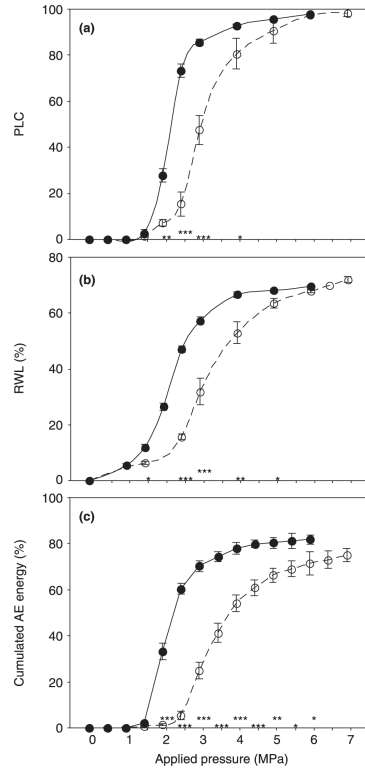 (a)
100
80
60
40
20
0
PLC
** *** *** *
(b)
80
60
40
20
0
RWL (%)
* *** *** ** *
(c)
100
80
60
40
20
0
Cumulated AE energy (%)
*** *** *** *** *** *** ** * *
0 1 2 3 4 5 6 7
Applied pressure (MPa)